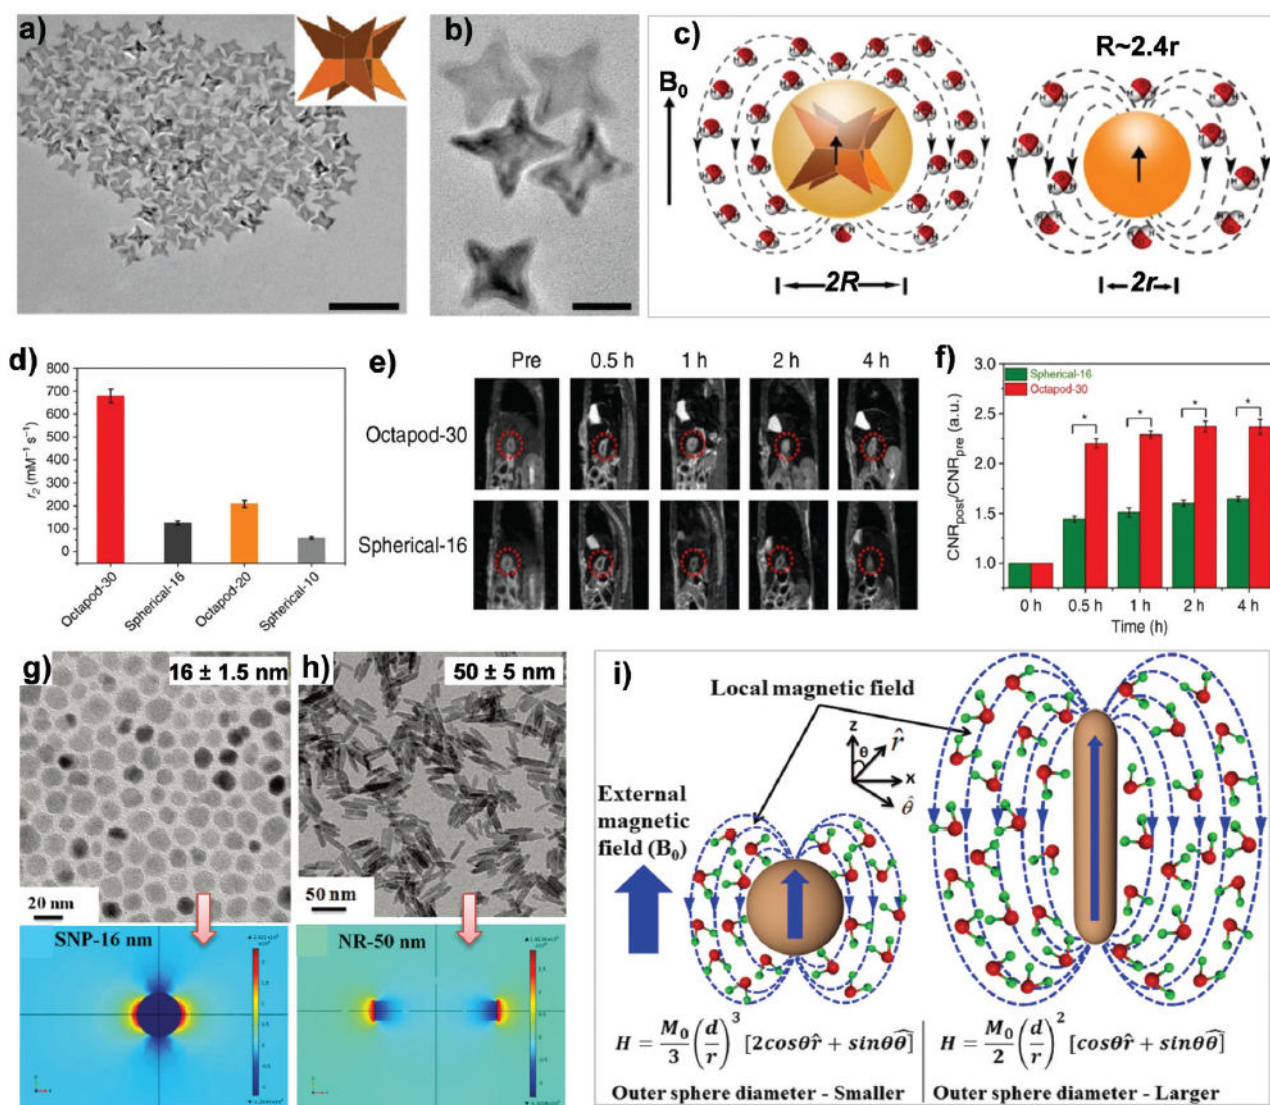 a)
b)
c)
B₀
R~2.4r
2R
2r
d)
r₂ (mM⁻¹ s⁻¹)
800
700
600
500
400
300
200
100
0
Octapod-30
Spherical-16
Octapod-20
Spherical-10
e)
Pre 0.5 h 1 h 2 h 4 h
Octapod-30
Spherical-16
f)
CNRpost/CNRpre (a.u.)
3.0
2.5
2.0
1.5
1.0
Spherical-16
Octapod-30
* * * *
0 h 0.5 h 1 h 2 h 4 h
Time (h)
g)
16 ± 1.5 nm
20 nm
SNP-16 nm
h)
50 ± 5 nm
50 nm
NR-50 nm
i)
Local magnetic field
z
θ
r̂
x
θ̂
External
magnetic
field (B₀)
H = M₀/3 (d/r)³ [2cosθr̂ + sinθθ̂]
H = M₀/2 (d/r)² [cosθr̂ + sinθθ̂]
Outer sphere diameter - Smaller
Outer sphere diameter - Larger